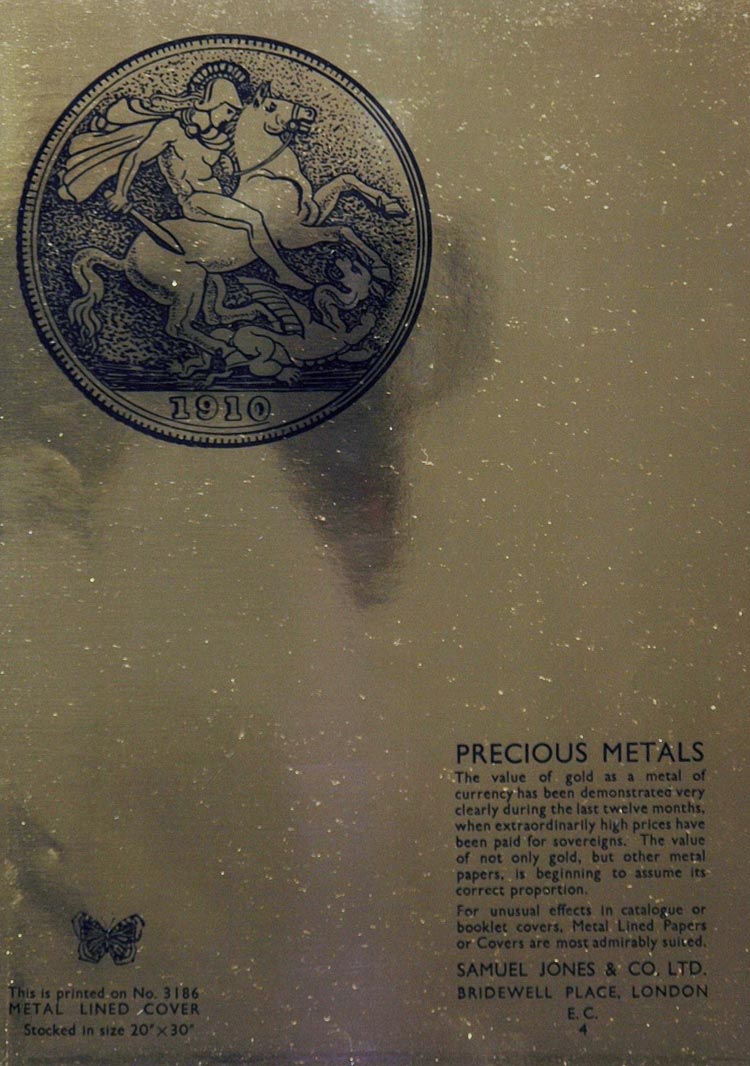 1910
PRECIOUS METALS
The value of gold as a metal of
currency has been demonstrated very
clearly during the last twelve months,
when extraordinarily high prices have
been paid for sovereigns. The value
of not only gold, but other metal
papers, is beginning to assume its
correct proportion.
For unusual effects in catalogue or
booklet covers, Metal Lined Papers
or Covers are most admirably suited.
SAMUEL JONES & CO, LTD.
BRIDEWELL PLACE, LONDON
E. C.
4
This is printed on No. 3186
METAL LINED COVER
Stocked in size 20"×30"